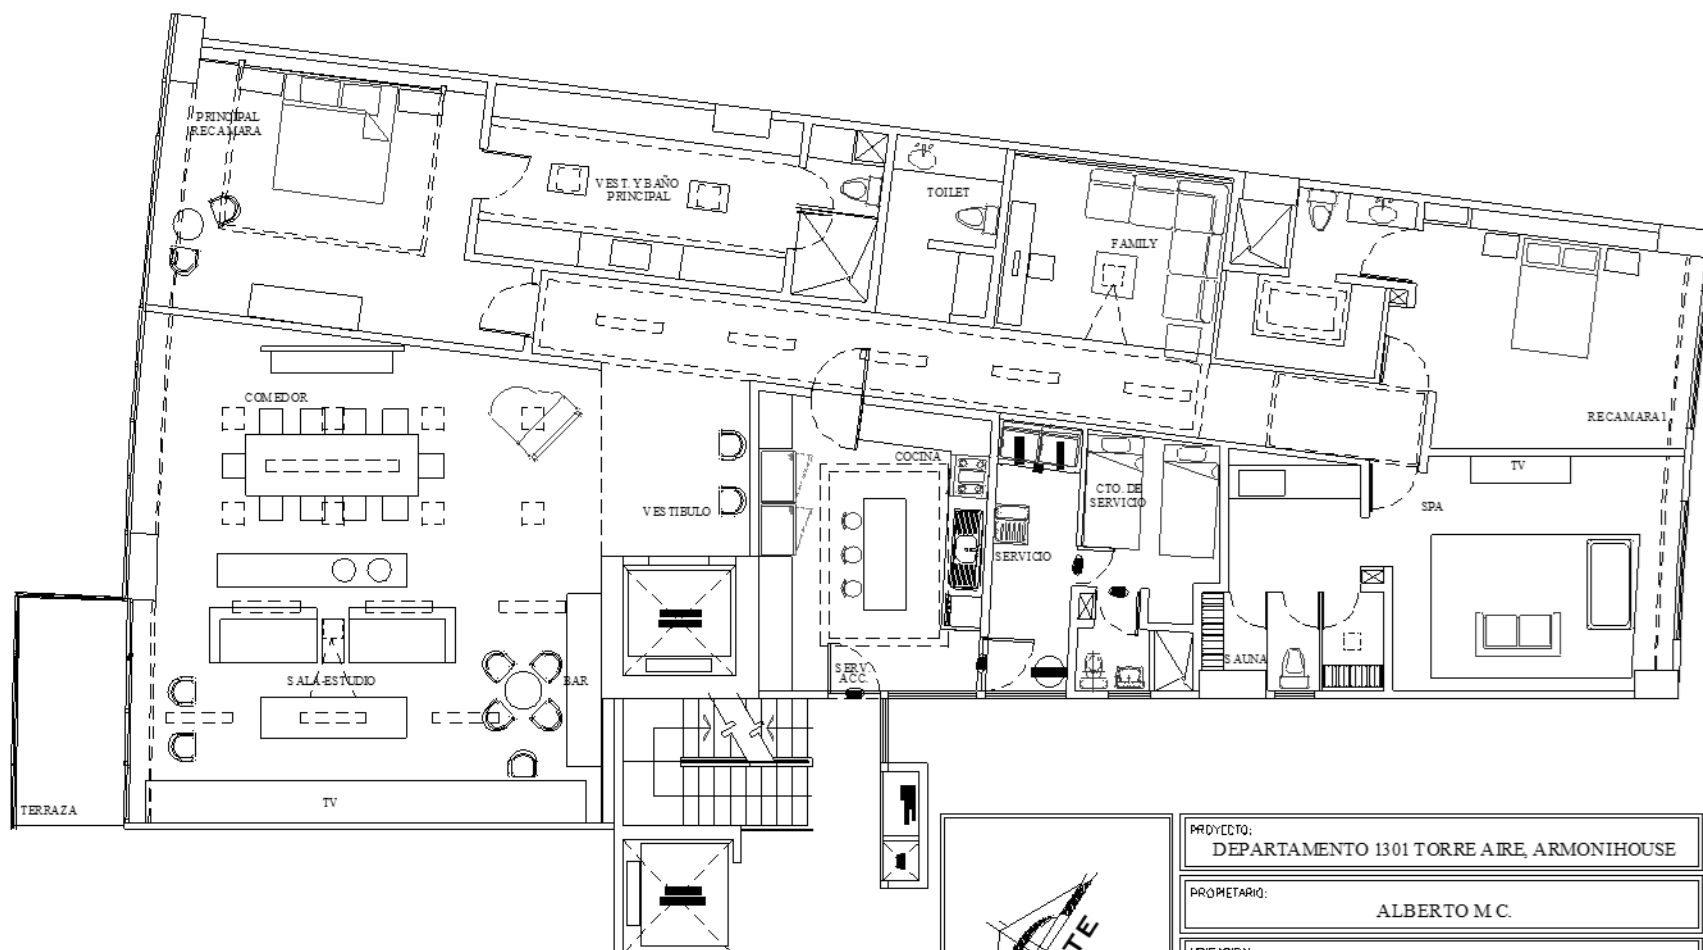 PRINCIPAL
RECAMARA
VEST. Y BAÑO
PRINCIPAL
TOILET
FAMILY
COMEDOR
RECAMARA 1
COCINA
TV
CTO. DE
SERVICIO
VESTIBULO
SPA
SERVICIO
SERV.
ACC.
SAUNA
SALA-ESTUDIO
BAR
TERRAZA
TV
PROYECTO:
DEPARTAMENTO 1301 TORRE AIRE, ARMONIHOUSE
PROPIETARIO:
ALBERTO M C.